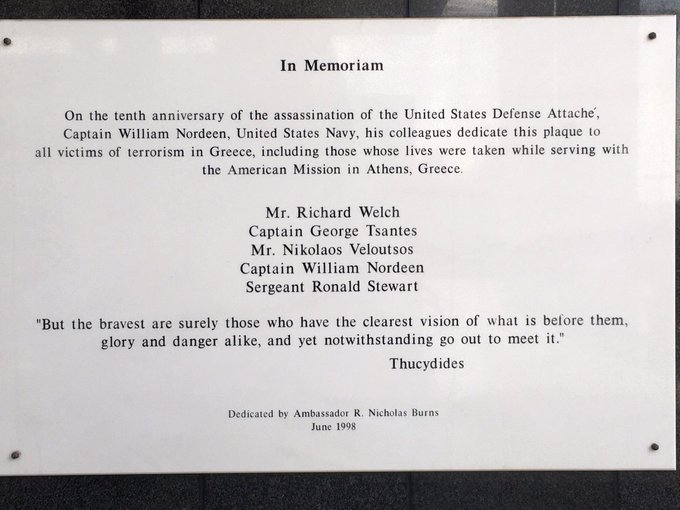 In Memoriam
On the tenth anniversary of the assassination of the United States Defense Attache´,
Captain William Nordeen, United States Navy, his colleagues dedicate this plaque to
all victims of terrorism in Greece, including those whose lives were taken while serving with
the American Mission in Athens, Greece.
Mr. Richard Welch
Captain George Tsantes
Mr. Nikolaos Veloutsos
Captain William Nordeen
Sergeant Ronald Stewart
"But the bravest are surely those who have the clearest vision of what is before them,
glory and danger alike, and yet notwithstanding go out to meet it."
Thucydides
Dedicated by Ambassador R. Nicholas Burns
June 1998